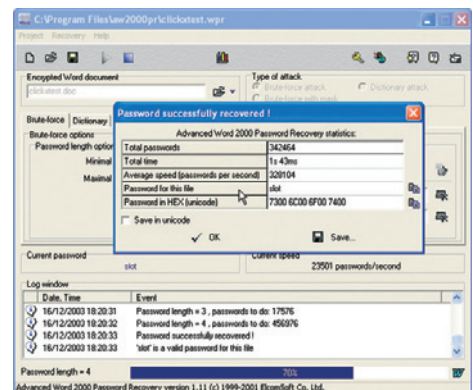 C:\Program Files\aw2000pr\clickxtest.wpr
Project Recovery Help
Encrypted Word document
clickxtest.doc
Type of attack
Brute-force attack
Dictionary attack
Brute-force with mask
Brute-force
Dictionary
Brute-force options
Password length option
Minimal
Maximal
Password successfully recovered !
Advanced Word 2000 Password Recovery statistics:
Total passwords 342464
Total time 1s 43ms
Average speed (passwords per second) 328104
Password for this file slot
Password in HEX (unicode) 7300 6C00 6F00 7400
Save in unicode
OK
Save...
Current password
slot
Current speed
23501 passwords/second
Log window
Date, Time Event
16/12/2003 18:20:31 Password length = 3 , passwords to do: 17576
16/12/2003 18:20:32 Password length = 4 , passwords to do: 456976
16/12/2003 18:20:33 Password successfully recovered !
16/12/2003 18:20:33 'slot' is a valid password for this file
Password length = 4
70%
Advanced Word 2000 Password Recovery version 1.11 (c) 1999-2001 ElcomSoft Co. Ltd.